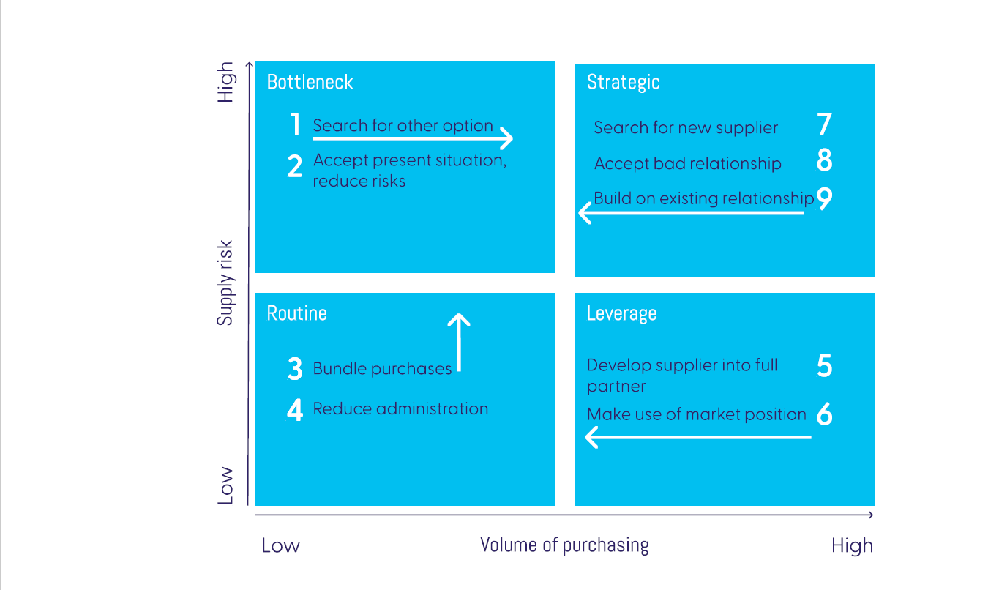 High
Supply risk
Low
Bottleneck
1 Search for other option
2 Accept present situation,
reduce risks
Strategic
Search for new supplier 7
Accept bad relationship 8
Build on existing relationship 9
Routine
3 Bundle purchases
4 Reduce administration
Leverage
Develop supplier into full 5
partner
Make use of market position 6
Low Volume of purchasing High